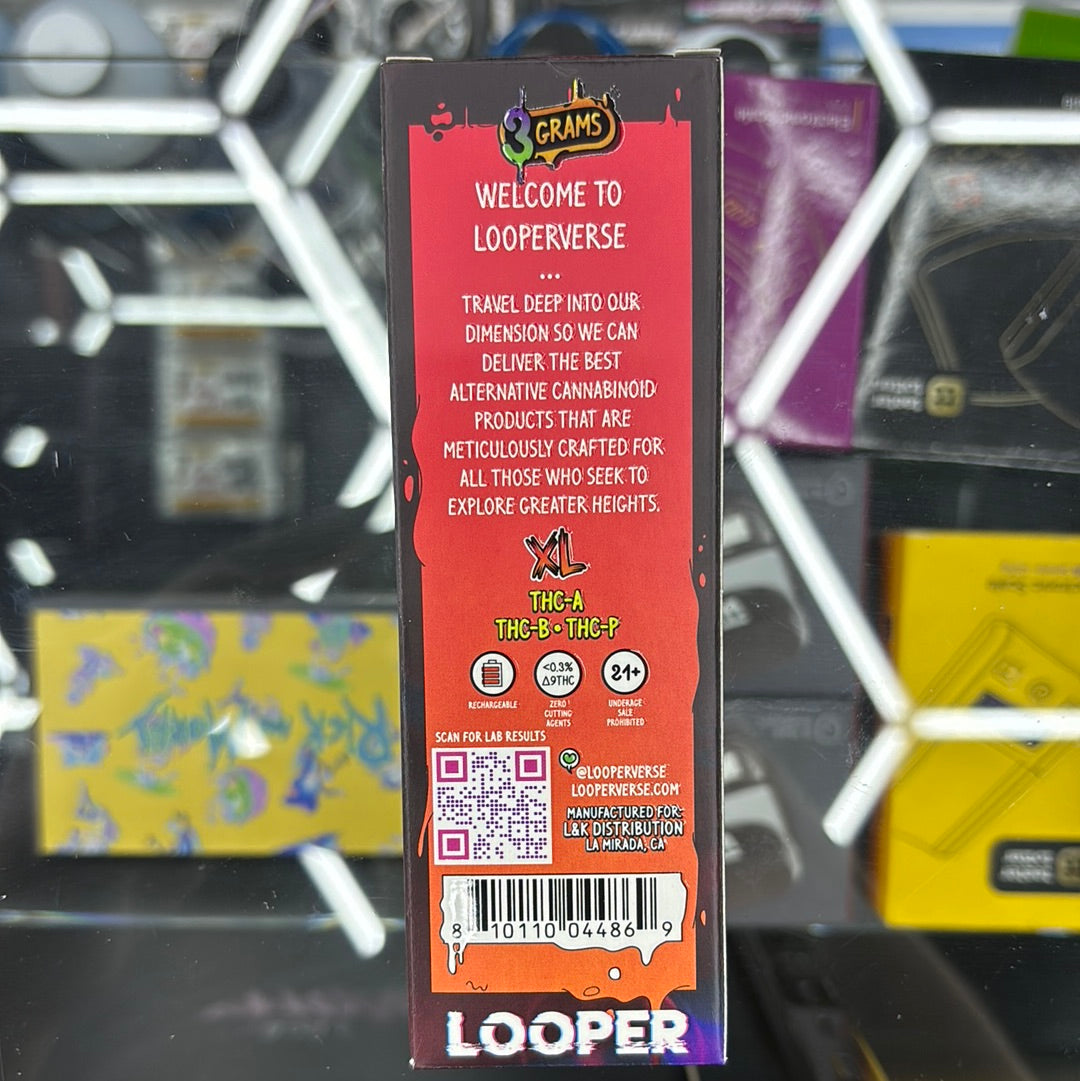 3 GRAMS
WELCOME TO
LOOPERVERSE
...
TRAVEL DEEP INTO OUR
DIMENSION SO WE CAN
DELIVER THE BEST
ALTERNATIVE CANNABINOID
PRODUCTS THAT ARE
METICULOUSLY CRAFTED FOR
ALL THOSE WHO SEEK TO
EXPLORE GREATER HEIGHTS.
XL
THC-A
THC-B • THC-P
<0.3%
Δ9THC
21+
RECHARGEABLE
ZERO
CUTTING
AGENTS
UNDERAGE
SALE
PROHIBITED
SCAN FOR LAB RESULTS
@LOOPERVERSE
LOOPERVERSE.COM
MANUFACTURED FOR:
L&K DISTRIBUTION
LA MIRADA, CA
8 10110 04486 9
LOOPER